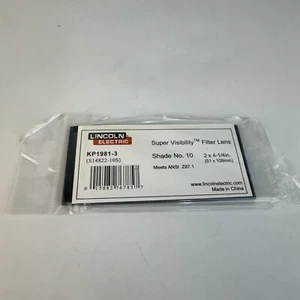 LINCOLN
ELECTRIC
KP1981-3
(S14822-10S)
Super Visibility™ Filter Lens
Shade No. 10
2 x 4-1/4in.
(51 x 108mm)
Meets ANSI Z87.1
www.lincolnelectric.com
Made in China